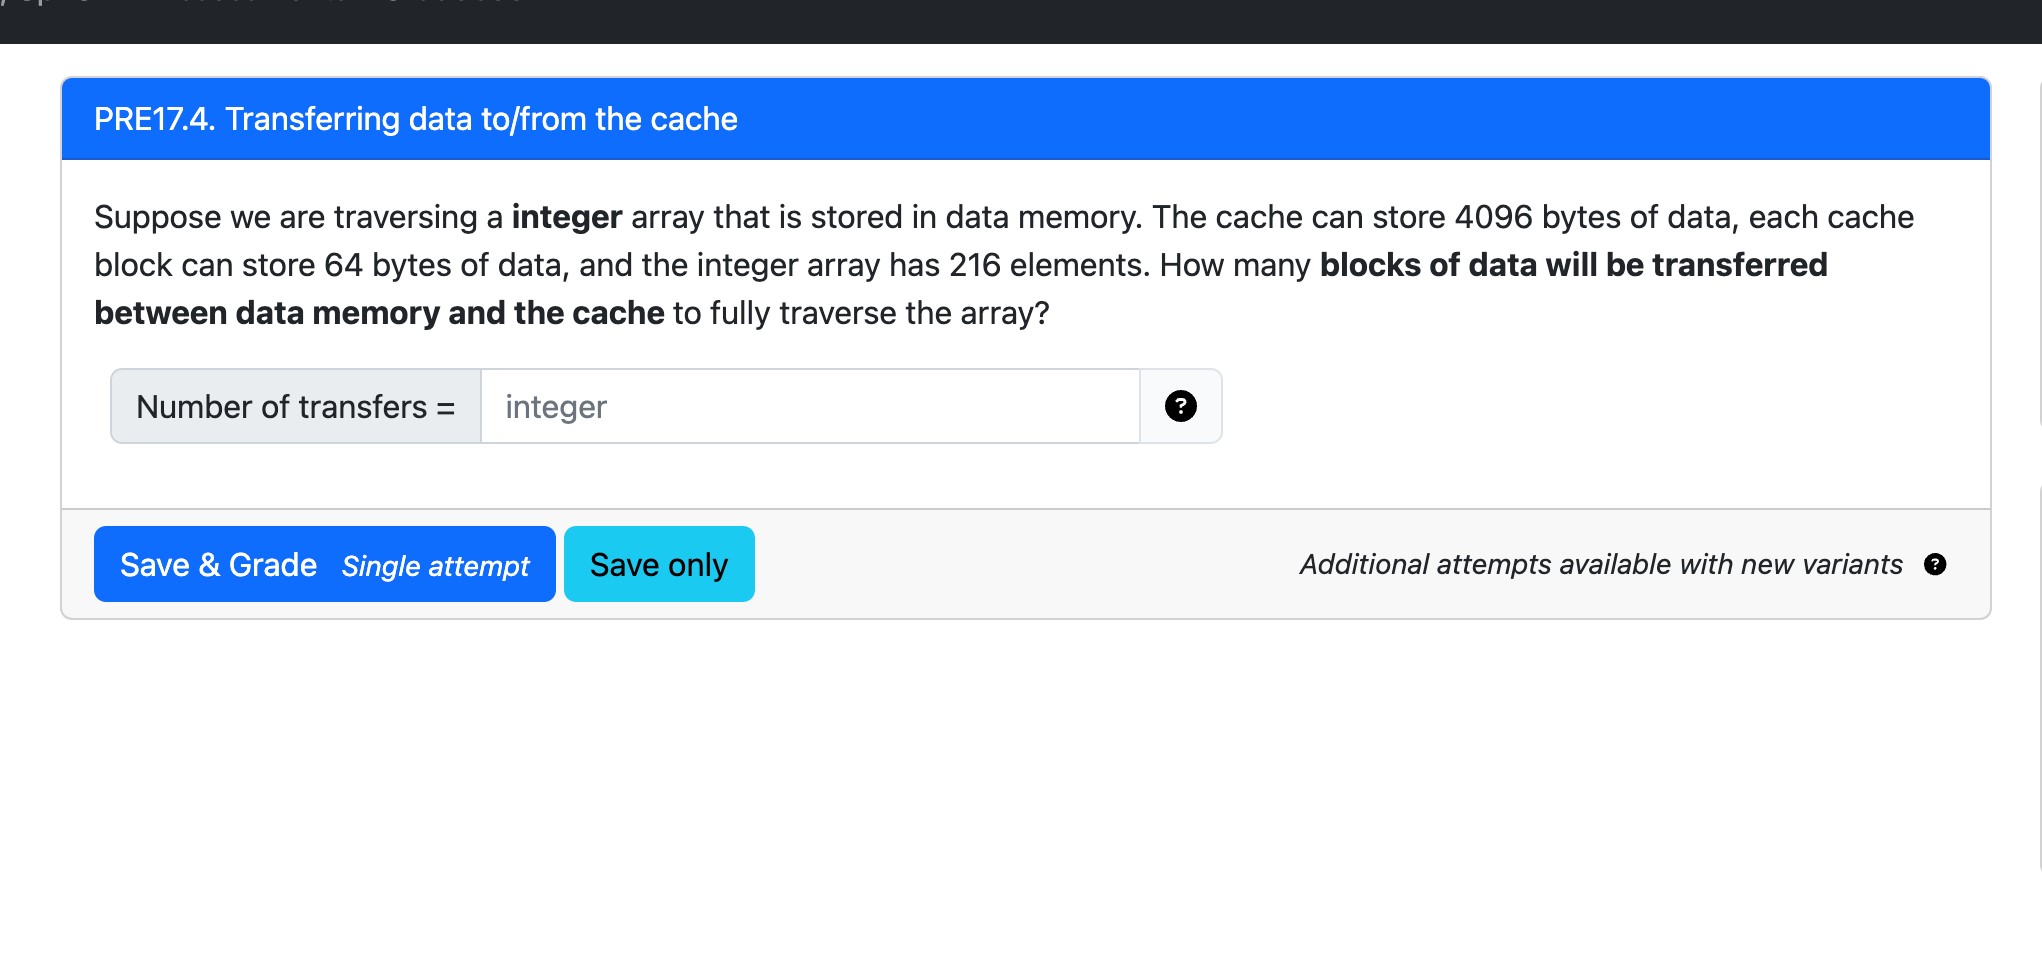 PRE17.4. Transferring data to/from the cache
Suppose we are traversing a integer array that is stored in data memory. The cache can store 4096 bytes of data, each cache
block can store 64 bytes of data, and the integer array has 216 elements. How many blocks of data will be transferred
between data memory and the cache to fully traverse the array?
Number of transfers = integer ?
Save & Grade Single attempt Save only Additional attempts available with new variants ?